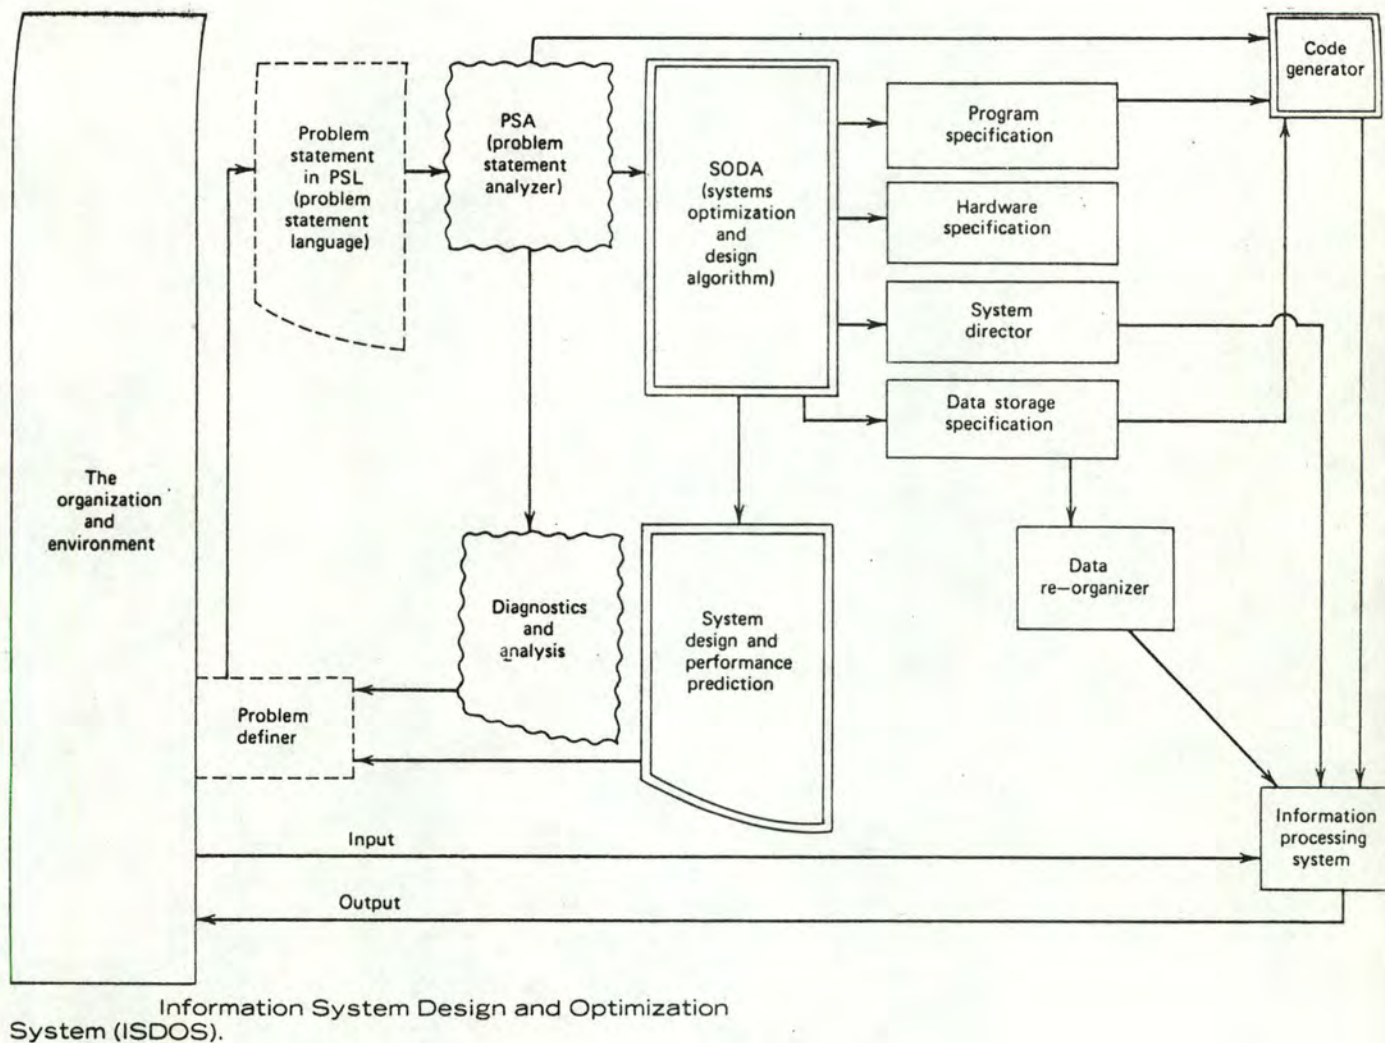 The
organization
and
environment
Problem
statement
in PSL
(problem
statement
language)
PSA
(problem
statement
analyzer)
SODA
(systems
optimization
and
design
algorithm)
Program
specification
Hardware
specification
System
director
Data storage
specification
Code
generator
Data
re-organizer
Diagnostics
and
analysis
System
design and
performance
prediction
Problem
definer
Input
Output
Information
processing
system
Information System Design and Optimization
System (ISDOS).